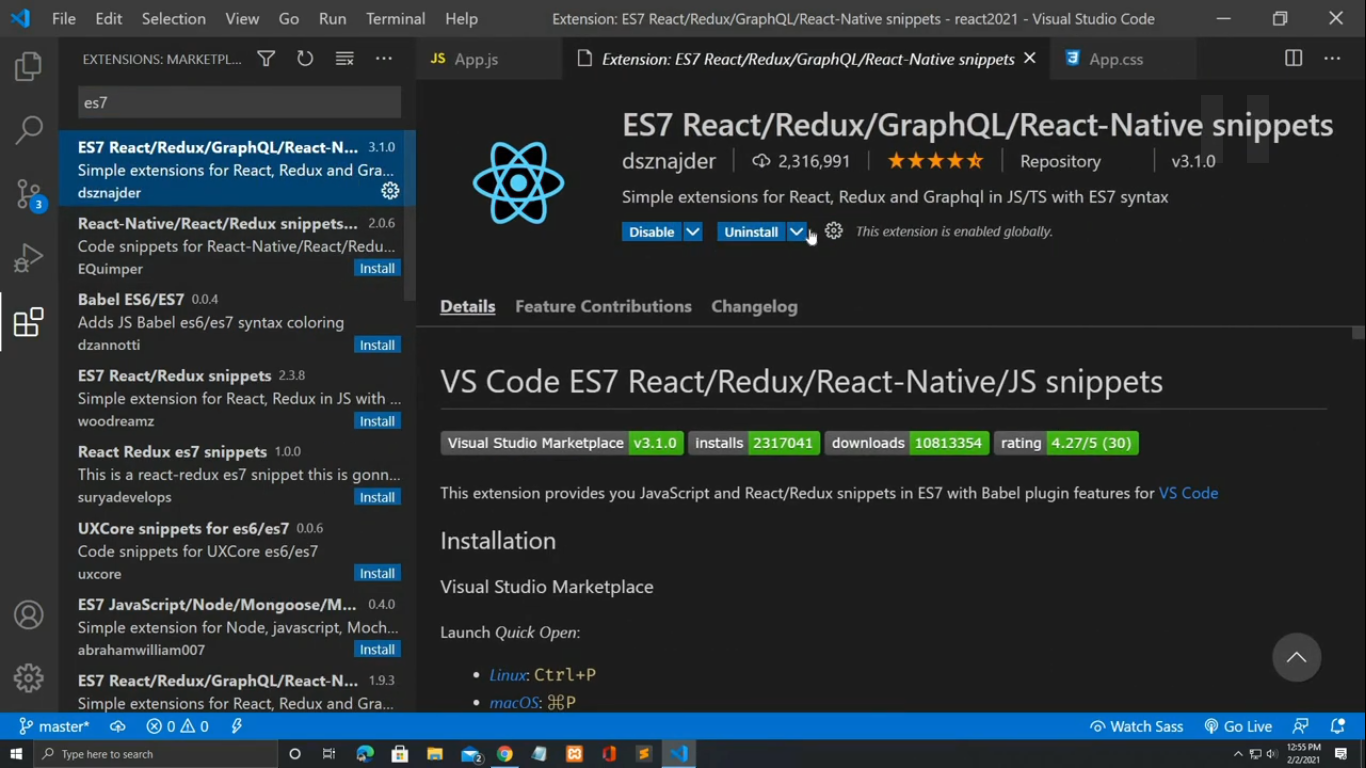 File Edit Selection View Go Run Terminal Help Extension: ES7 React/Redux/GraphQL/React-Native snippets - react2021 - Visual Studio Code
EXTENSIONS: MARKETPL...
JS App.js
Extension: ES7 React/Redux/GraphQL/React-Native snippets
App.css
es7
ES7 React/Redux/GraphQL/React-N... 3.1.0
Simple extensions for React, Redux and Gra...
dsznajder
React-Native/React/Redux snippets... 2.0.6
Code snippets for React-Native/React/Redu...
EQuimper Install
Babel ES6/ES7 0.0.4
Adds JS Babel es6/es7 syntax coloring
dzannotti Install
ES7 React/Redux snippets 2.3.8
Simple extension for React, Redux in JS with ...
woodreamz Install
React Redux es7 snippets 1.0.0
This is a react-redux es7 snippet this is gonn...
suryadevelops Install
UXCore snippets for es6/es7 0.0.6
Code snippets for UXCore es6/es7
uxcore Install
ES7 JavaScript/Node/Mongoose/M... 0.4.0
Simple extension for Node, javascript, Moch...
abrahamwilliam007 Install
ES7 React/Redux/GraphQL/React-N... 1.9.3
Simple extensions for React, Redux and Gra...
ES7 React/Redux/GraphQL/React-Native snippets
dsznajder 2,316,991 Repository v3.1.0
Simple extensions for React, Redux and Graphql in JS/TS with ES7 syntax
Disable Uninstall This extension is enabled globally.
Details Feature Contributions Changelog
VS Code ES7 React/Redux/React-Native/JS snippets
Visual Studio Marketplace v3.1.0 installs 2317041 downloads 10813354 rating 4.27/5 (30)
This extension provides you JavaScript and React/Redux snippets in ES7 with Babel plugin features for VS Code
Installation
Visual Studio Marketplace
Launch Quick Open:
• Linux: Ctrl+P
• macOS: ⌘P
3
master* 0 0 Watch Sass Go Live
Type here to search
2
12:55 PM
2/2/2021